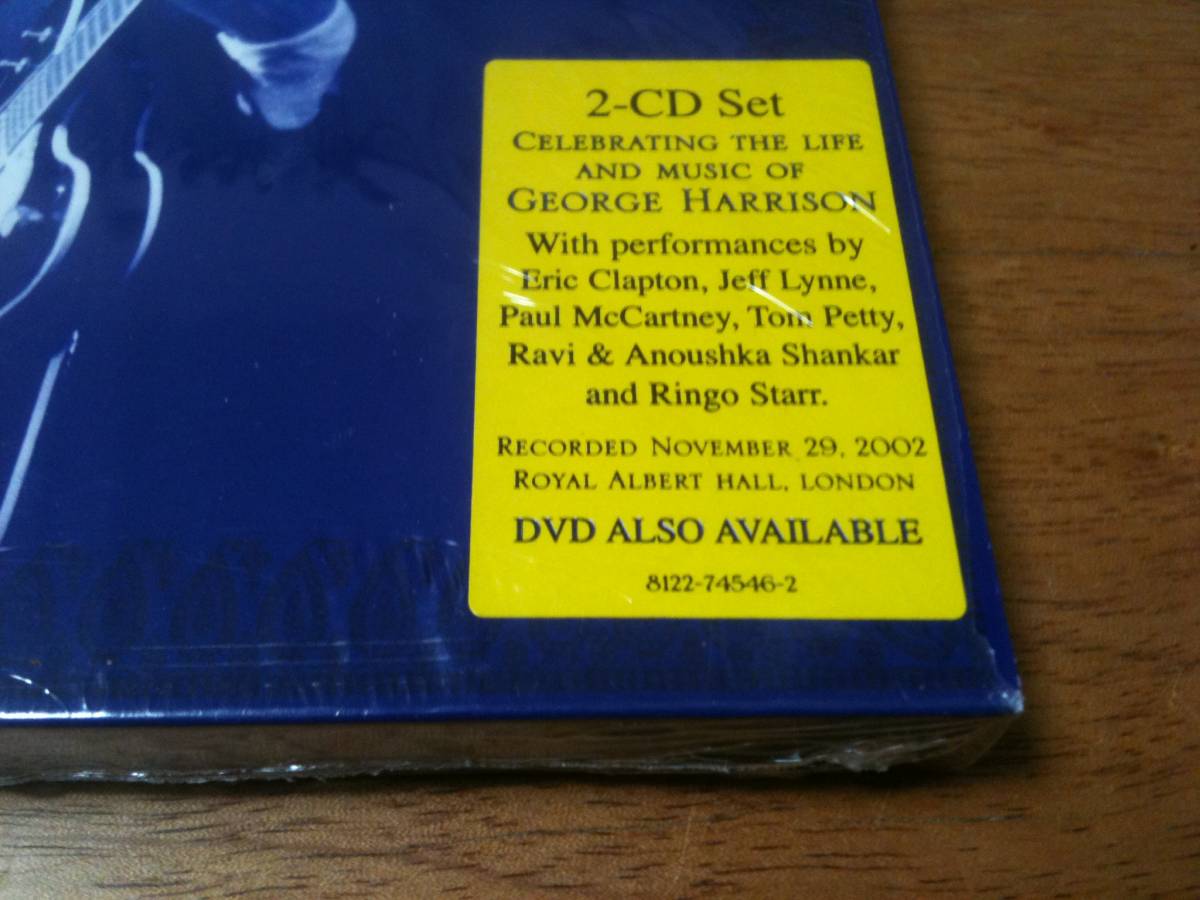 2-CD Set
CELEBRATING THE LIFE
AND MUSIC OF
GEORGE HARRISON
With performances by
Eric Clapton, Jeff Lynne,
Paul McCartney, Tom Petty,
Ravi & Anoushka Shankar
and Ringo Starr.
RECORDED NOVEMBER 29, 2002
ROYAL ALBERT HALL, LONDON
DVD ALSO AVAILABLE
8122-74546-2